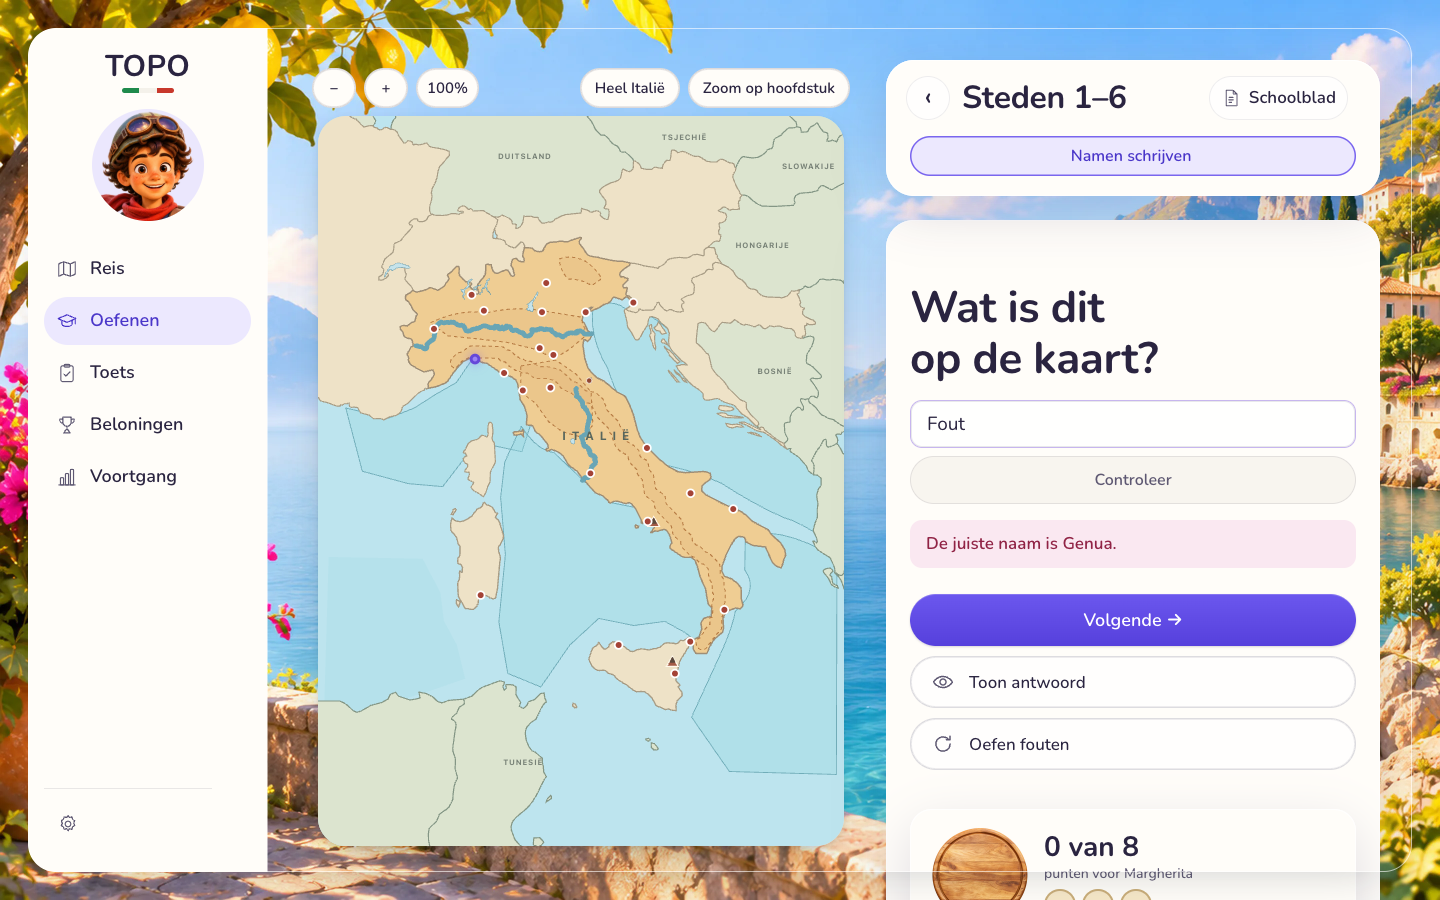 TOPO
Reis
Oefenen
Toets
Beloningen
Voortgang
−
+
100%
Heel Italië
Zoom op hoofdstuk
DUITSLAND
TSJECHIË
SLOWAKIJE
HONGARIJE
BOSNIË
ITALIË
TUNESIË
‹
Steden 1–6
Schoolblad
Namen schrijven
Wat is dit
op de kaart?
Fout
Controleer
De juiste naam is Genua.
Volgende →
Toon antwoord
Oefen fouten
0 van 8
punten voor Margherita